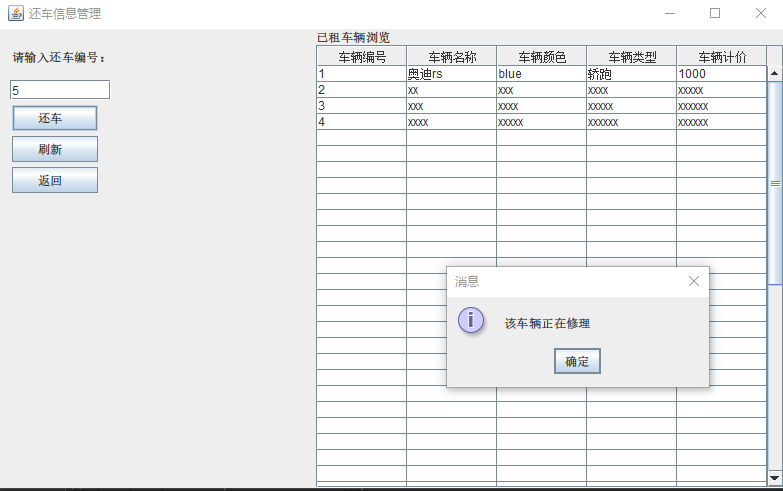 还车信息管理
请输入还车编号：
5
还车
刷新
返回
已租车辆浏览
车辆编号 车辆名称 车辆颜色 车辆类型 车辆计价
1 奥迪rs blue 轿跑 1000
2 xx xxx xxxx xxxxx
3 xxx xxxx xxxxx xxxxxx
4 xxxx xxxxx xxxxxx xxxxxx
消息
该车辆正在修理
确定